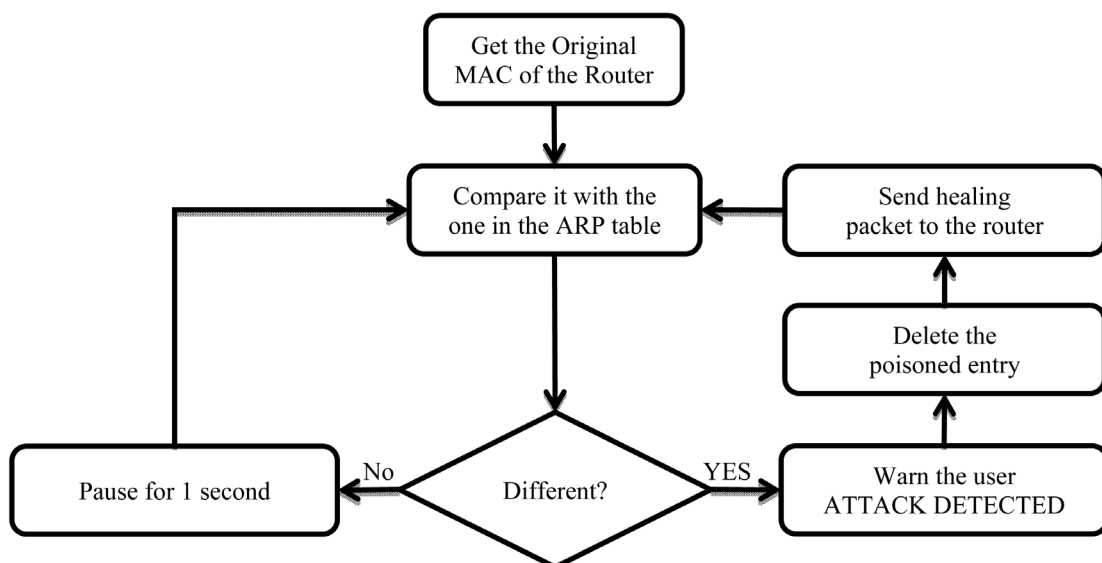 Get the Original
MAC of the Router
Compare it with the
one in the ARP table
Send healing
packet to the router
Delete the
poisoned entry
No
YES
Pause for 1 second
Different?
Warn the user
ATTACK DETECTED